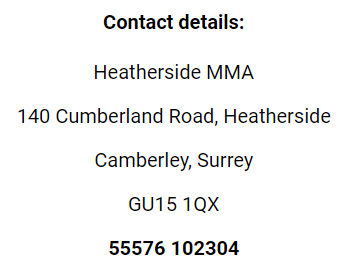 Contact details:
Heatherside MMA
140 Cumberland Road, Heatherside
Camberley, Surrey
GU15 1QX
55576 102304